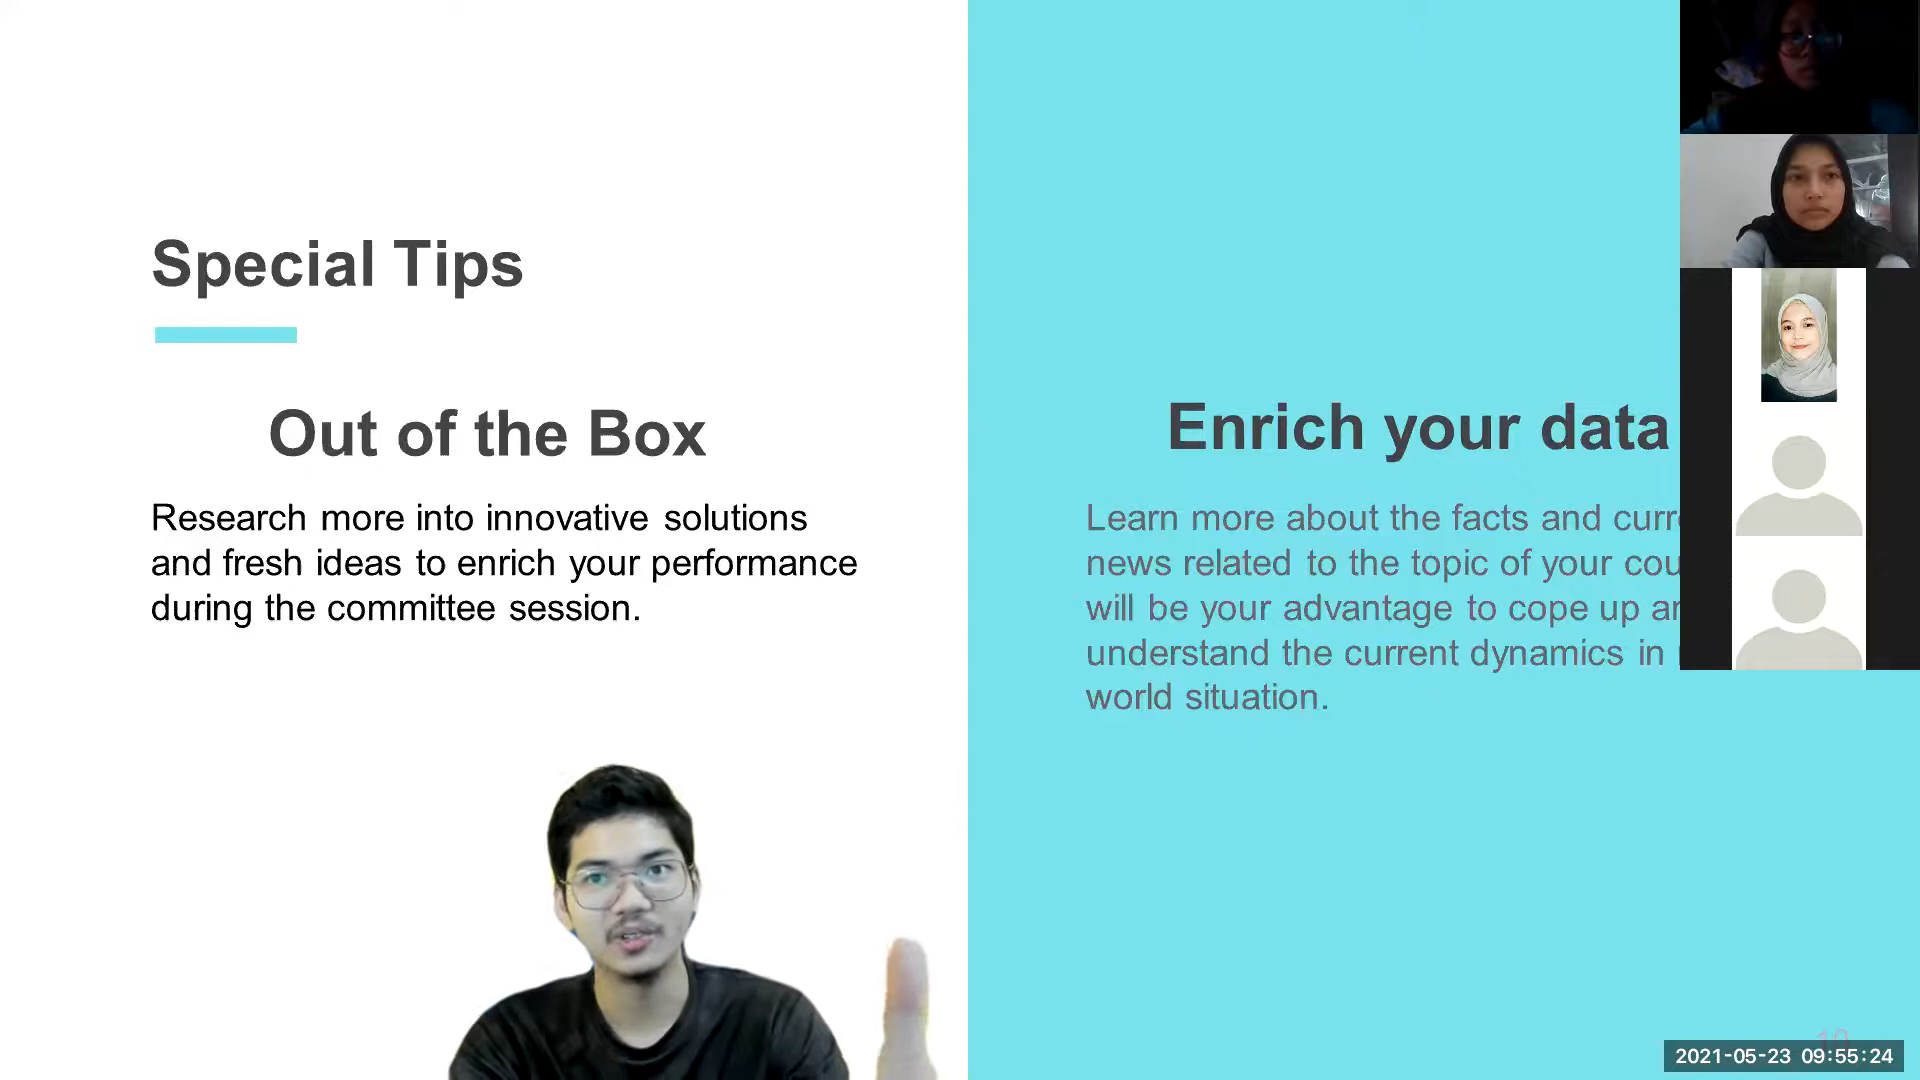 Special Tips
Out of the Box
Research more into innovative solutions
and fresh ideas to enrich your performance
during the committee session.
Enrich your data
Learn more about the facts and
news related to the topic of your
will be your advantage to cope up
understand the current dynamics in
world situation.
10
2021-05-23 09:55:24